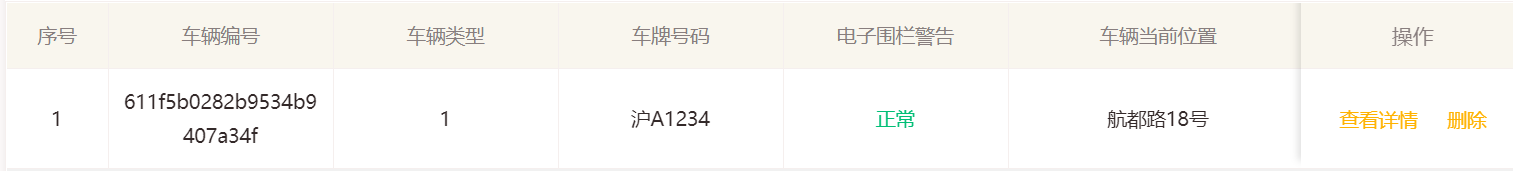 序号 车辆编号 车辆类型 车牌号码 电子围栏警告 车辆当前位置 操作
1 611f5b0282b9534b9407a34f 1 沪A1234 正常 航都路18号 查看详情 删除